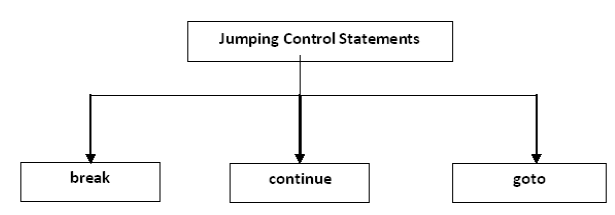 Jumping Control Statements
break
continue
goto